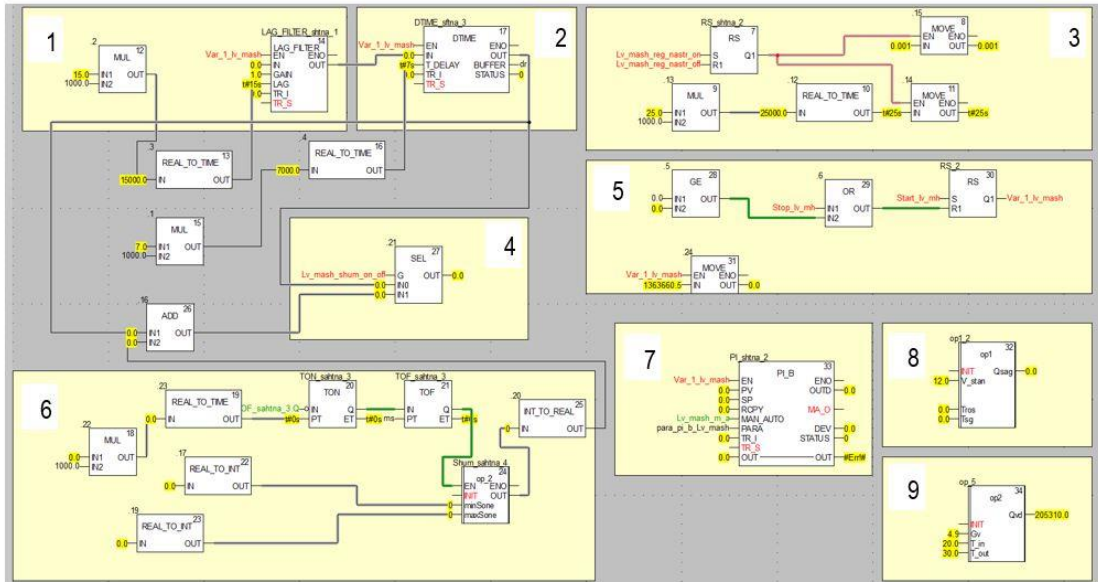 1
.2
12
MUL
15.0 IN1 OUT
1000.0 IN2
LAG_FILTER_shtna_1
14
LAG_FILTER
Var_1_lv_mash EN ENO
0.0 IN OUT
1.0 GAIN
t#15s LAG
TR_I
TR_S
DTIME_sftna_3
17
DTIME
Var_1_lv_mash EN ENO
0.0 IN OUT
t#7s T_DELAY BUFFER dr
TR_I STATUS 0
TR_S
2
RS_shtna_2
7
RS
Lv_mash_reg_nastr_on S Q1
Lv_mash_reg_nastr_off R1
.15
8
MOVE
EN ENO
0.001 IN OUT 0.001
3
.13
9
MUL
25.0 IN1 OUT
1000.0 IN2
.12
10
REAL_TO_TIME
25000.0 IN OUT t#25s
.14
11
MOVE
EN ENO
IN OUT t#25s
.3
13
REAL_TO_TIME
15000.0 IN OUT
.4
16
REAL_TO_TIME
7000.0 IN OUT
.1
15
MUL
7.0 IN1 OUT
1000.0 IN2
4
.21
27
SEL
Lv_mash_shum_on_off G OUT 0.0
0.0 IN0
0.0 IN1
.16
26
ADD
0.0 IN1 OUT
0.0 IN2
5
.5
28
GE
0.0 IN1 OUT
0.0 IN2
.6
29
OR
Stop_lv_mh IN1 OUT
IN2
RS_2
30
RS
Start_lv_mh S Q1 Var_1_lv_mash
R1
.24
31
MOVE
Var_1_lv_mash EN ENO
1363660.5 IN OUT 0.0
6
.22
18
MUL
0.0 IN1 OUT
1000.0 IN2
.23
19
REAL_TO_TIME
0.0 IN OUT
TON_sahtna_3
20
TON
OF_sahtna_3.Q IN Q
t#0s PT ET t#0s
TOF_sahtna_3
21
TOF
IN Q
ms PT ET
.20
25
INT_TO_REAL
0 IN OUT
.17
22
REAL_TO_INT
0.0 IN OUT
.19
23
REAL_TO_INT
0.0 IN OUT
Shum_sahtna_4
24
op_2
EN ENO
INIT OUT
0 minSone
0 maxSone
7
PI_shtna_2
33
PI_B
Var_1_lv_mash EN ENO
0.0 PV OUTD 0.0
0.0 SP
0.0 RCPY MA_O
Lv_mash_m_a MAN_AUTO
para_pi_b_Lv_mash PARA DEV 0.0
0.0 TR_I STATUS 0
TR_S
0.0 OUT OUT #Err!#
8
op1_2
32
op1
INIT Qsag 0.0
12.0 V_stan
0.0 Tros
0.0 Tsg
9
op_5
34
op2
INIT Qvd 205310.0
4.9 Gv
20.0 T_in
30.0 T_out